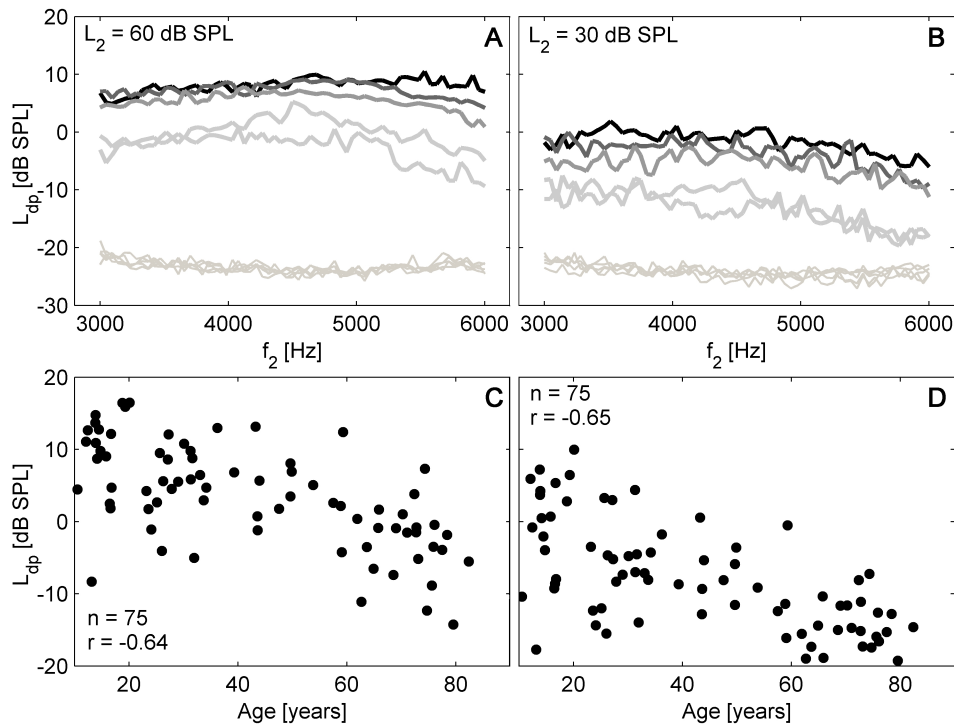 L2 = 60 dB SPL
A
L2 = 30 dB SPL
B
20
10
0
-10
-20
-30
Ldp [dB SPL]
3000
4000
5000
6000
3000
4000
5000
6000
f2 [Hz]
f2 [Hz]
C
n = 75
r = -0.65
D
20
10
0
-10
-20
Ldp [dB SPL]
n = 75
r = -0.64
20
40
60
80
20
40
60
80
Age [years]
Age [years]